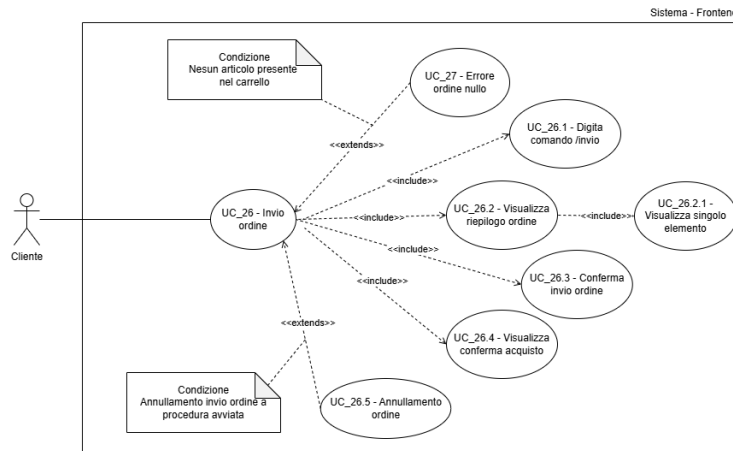 Sistema - Frontend
Condizione
Nesun articolo presente
nel carrello
UC_27 - Errore
ordine nullo
<<extends>>
UC_26.1 - Digita
comando /invio
<<include>>
UC_26 - Invio
ordine
<<include>>
UC_26.2 - Visualizza
riepilogo ordine
<<include>>
UC_26.2.1 -
Visualizza singolo
elemento
Cliente
<<include>>
UC_26.3 - Conferma
invio ordine
<<include>>
UC_26.4 - Visualizza
conferma acquisto
<<extends>>
Condizione
Annullamento invio ordine a
procedura avviata
UC_26.5 - Annullamento
ordine